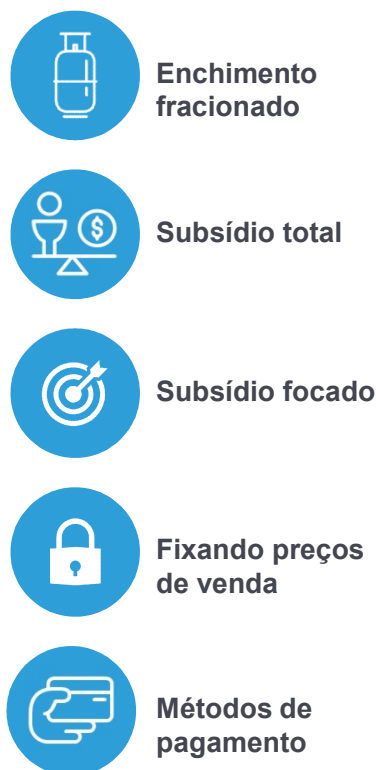 Enchimento
fracionado
$
Subsídio total
Subsídio focado
Fixando preços
de venda
Métodos de
pagamento